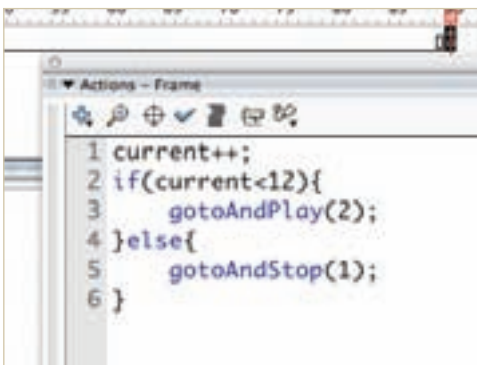 Actions – Frame
1 current++;
2 if(current<12){
3 gotoAndPlay(2);
4 }else{
5 gotoAndStop(1);
6 }